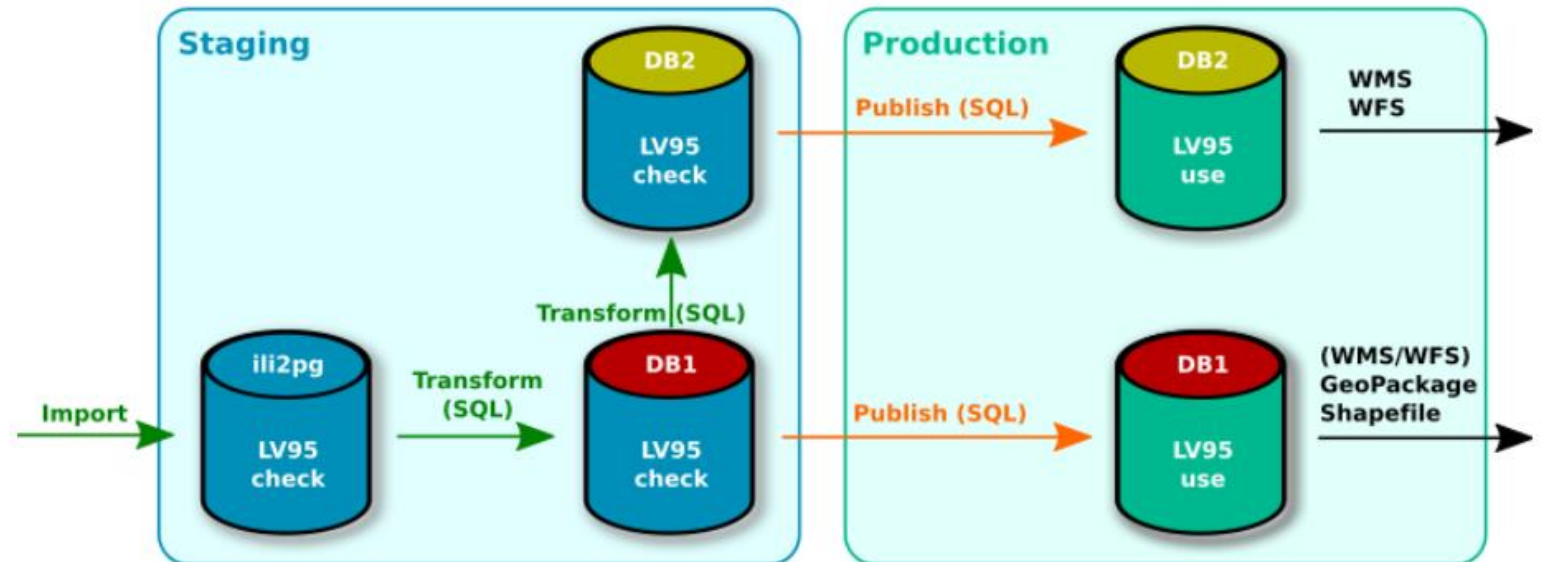 Staging
DB2
LV95
check
Transform (SQL)
Import
ili2pg
LV95
check
Transform
(SQL)
DB1
LV95
check
Publish (SQL)
Publish (SQL)
Production
DB2
LV95
use
WMS
WFS
DB1
LV95
use
(WMS/WFS)
GeoPackage
Shapefile